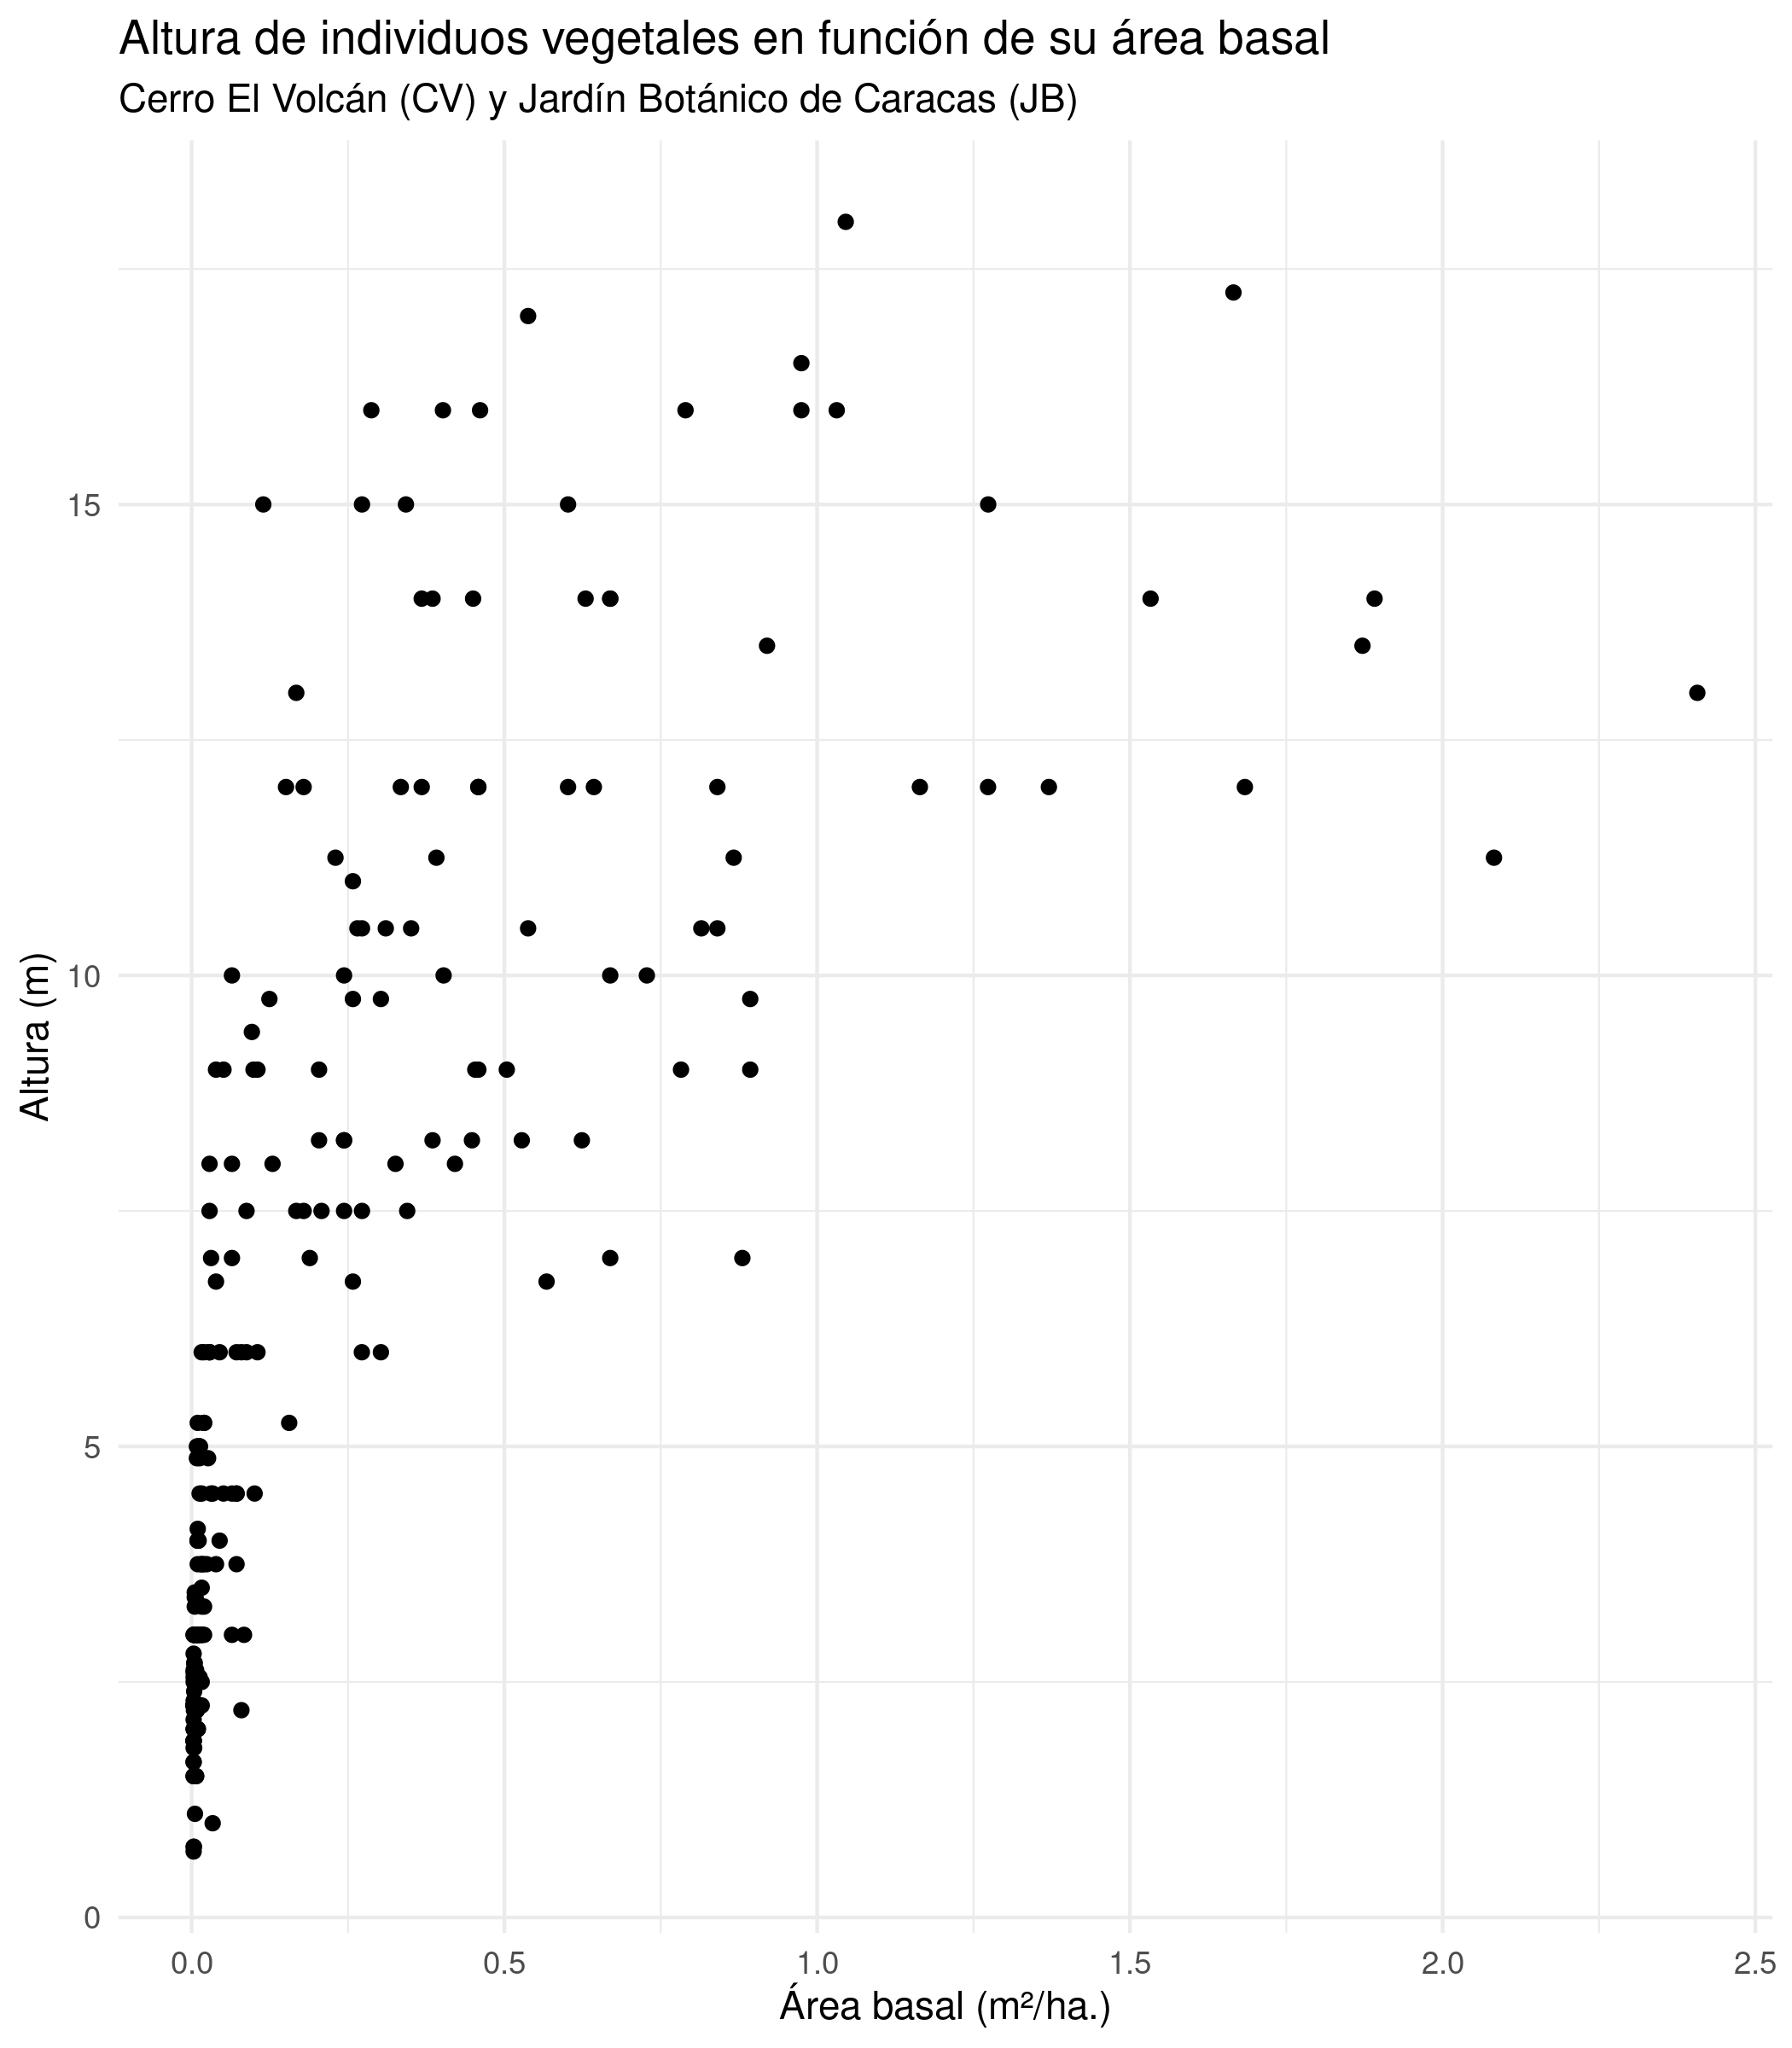 Altura de individuos vegetales en función de su área basal
Cerro El Volcán (CV) y Jardín Botánico de Caracas (JB)
Altura (m)
15
10
5
0
0.0 0.5 1.0 1.5 2.0 2.5
Área basal (m²/ha.)